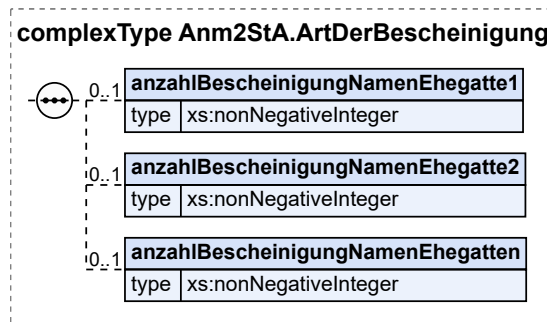 complexType Anm2StA.ArtDerBescheinigung
0..1 anzahlBescheinigungNamenEhegatte1
type xs:nonNegativeInteger
0..1 anzahlBescheinigungNamenEhegatte2
type xs:nonNegativeInteger
0..1 anzahlBescheinigungNamenEhegatten
type xs:nonNegativeInteger